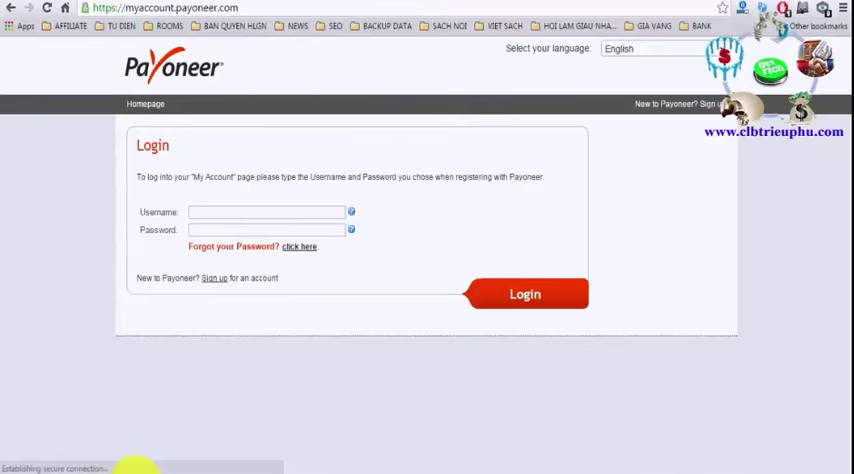 https://myaccount.payoneer.com
Apps AFFILIATE TU DIEN ROOMS BAN QUYEN HLGN NEWS SEO BACKUP DATA SACH NOI VIET SACH HOI LAM GIAU NHA... GIA VANG BANK Other bookmarks
Payoneer
Select your language: English
get rich
Homepage
New to Payoneer? Sign u
www.clbtrieuphu.com
Login
To log into your "My Account" page please type the Username and Password you chose when registering with Payoneer.
Username:
Password:
Forgot your Password? click here
New to Payoneer? Sign up for an account
Login
Establishing secure connection...